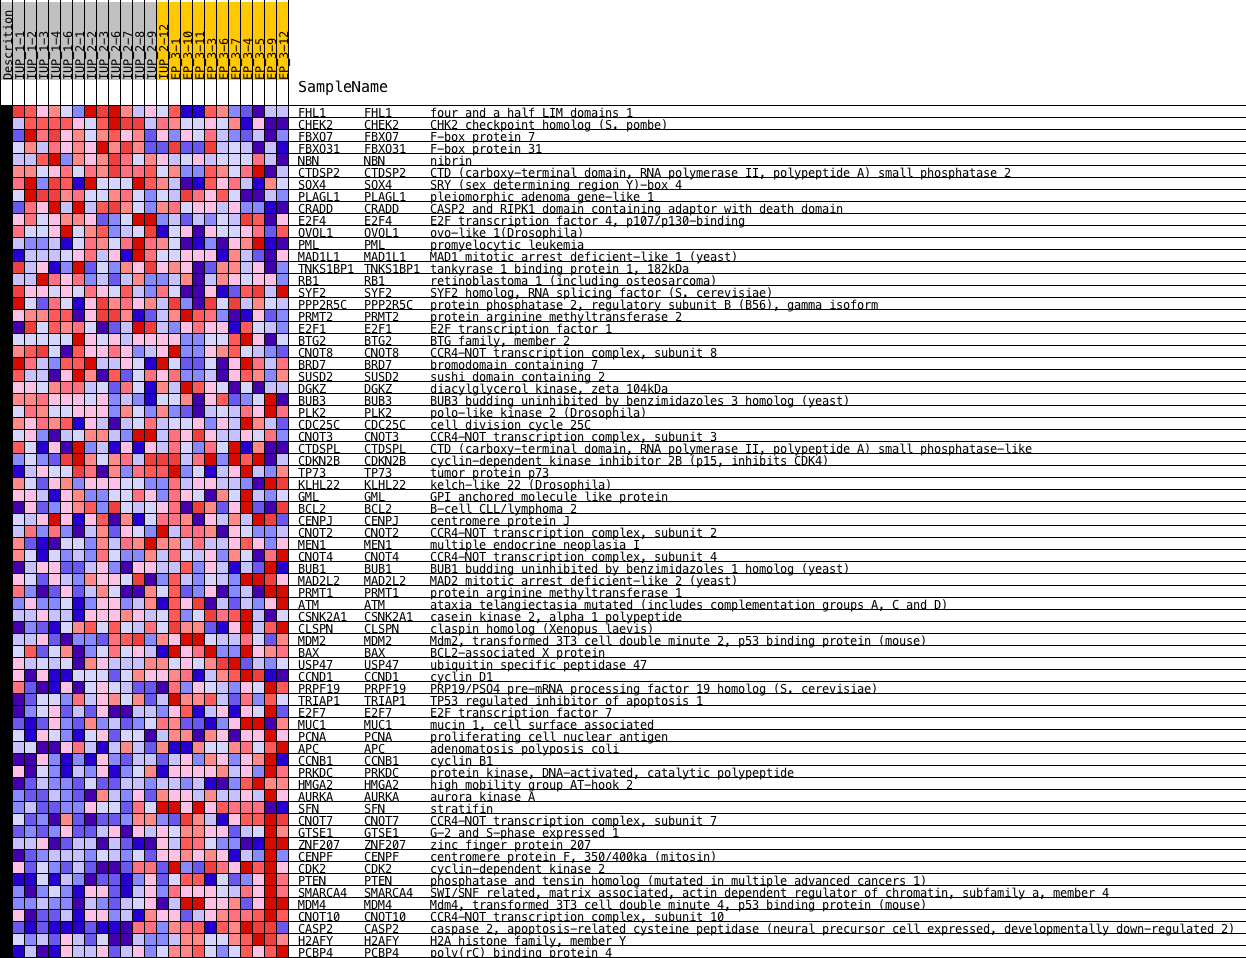 Descrition
IUP_1-1
IUP_1-2
IUP_1-3
IUP_1-4
IUP_1-6
IUP_2-1
IUP_2-2
IUP_2-3
IUP_2-6
IUP_2-7
IUP_2-8
IUP_2-9
IUP_2-12
EP_3-1
EP_3-10
EP_3-11
EP_3-3
EP_3-6
EP_3-7
EP_3-4
EP_3-5
EP_3-9
EP_3-12
SampleName
FHL1 FHL1 four and a half LIM domains 1
CHEK2 CHEK2 CHK2 checkpoint homolog (S. pombe)
FBXO7 FBXO7 F-box protein 7
FBXO31 FBXO31 F-box protein 31
NBN NBN nibrin
CTDSP2 CTDSP2 CTD (carboxy-terminal domain, RNA polymerase II, polypeptide A) small phosphatase 2
SOX4 SOX4 SRY (sex determining region Y)-box 4
PLAGL1 PLAGL1 pleiomorphic adenoma gene-like 1
CRADD CRADD CASP2 and RIPK1 domain containing adaptor with death domain
E2F4 E2F4 E2F transcription factor 4, p107/p130-binding
OVOL1 OVOL1 ovo-like 1(Drosophila)
PML PML promyelocytic leukemia
MAD1L1 MAD1L1 MAD1 mitotic arrest deficient-like 1 (yeast)
TNKS1BP1 TNKS1BP1 tankyrase 1 binding protein 1, 182kDa
RB1 RB1 retinoblastoma 1 (including osteosarcoma)
SYF2 SYF2 SYF2 homolog, RNA splicing factor (S. cerevisiae)
PPP2R5C PPP2R5C protein phosphatase 2, regulatory subunit B (B56), gamma isoform
PRMT2 PRMT2 protein arginine methyltransferase 2
E2F1 E2F1 E2F transcription factor 1
BTG2 BTG2 BTG family, member 2
CNOT8 CNOT8 CCR4-NOT transcription complex, subunit 8
BRD7 BRD7 bromodomain containing 7
SUSD2 SUSD2 sushi domain containing 2
DGKZ DGKZ diacylglycerol kinase, zeta 104kDa
BUB3 BUB3 BUB3 budding uninhibited by benzimidazoles 3 homolog (yeast)
PLK2 PLK2 polo-like kinase 2 (Drosophila)
CDC25C CDC25C cell division cycle 25C
CNOT3 CNOT3 CCR4-NOT transcription complex, subunit 3
CTDSPL CTDSPL CTD (carboxy-terminal domain, RNA polymerase II, polypeptide A) small phosphatase-like
CDKN2B CDKN2B cyclin-dependent kinase inhibitor 2B (p15, inhibits CDK4)
TP73 TP73 tumor protein p73
KLHL22 KLHL22 kelch-like 22 (Drosophila)
GML GML GPI anchored molecule like protein
BCL2 BCL2 B-cell CLL/lymphoma 2
CENPJ CENPJ centromere protein J
CNOT2 CNOT2 CCR4-NOT transcription complex, subunit 2
MEN1 MEN1 multiple endocrine neoplasia I
CNOT4 CNOT4 CCR4-NOT transcription complex, subunit 4
BUB1 BUB1 BUB1 budding uninhibited by benzimidazoles 1 homolog (yeast)
MAD2L2 MAD2L2 MAD2 mitotic arrest deficient-like 2 (yeast)
PRMT1 PRMT1 protein arginine methyltransferase 1
ATM ATM ataxia telangiectasia mutated (includes complementation groups A, C and D)
CSNK2A1 CSNK2A1 casein kinase 2, alpha 1 polypeptide
CLSPN CLSPN claspin homolog (Xenopus laevis)
MDM2 MDM2 Mdm2, transformed 3T3 cell double minute 2, p53 binding protein (mouse)
BAX BAX BCL2-associated X protein
USP47 USP47 ubiquitin specific peptidase 47
CCND1 CCND1 cyclin D1
PRPF19 PRPF19 PRP19/PSO4 pre-mRNA processing factor 19 homolog (S. cerevisiae)
TRIAP1 TRIAP1 TP53 regulated inhibitor of apoptosis 1
E2F7 E2F7 E2F transcription factor 7
MUC1 MUC1 mucin 1, cell surface associated
PCNA PCNA proliferating cell nuclear antigen
APC APC adenomatosis polyposis coli
CCNB1 CCNB1 cyclin B1
PRKDC PRKDC protein kinase, DNA-activated, catalytic polypeptide
HMGA2 HMGA2 high mobility group AT-hook 2
AURKA AURKA aurora kinase A
SFN SFN stratifin
CNOT7 CNOT7 CCR4-NOT transcription complex, subunit 7
GTSE1 GTSE1 G-2 and S-phase expressed 1
ZNF207 ZNF207 zinc finger protein 207
CENPF CENPF centromere protein F, 350/400ka (mitosin)
CDK2 CDK2 cyclin-dependent kinase 2
PTEN PTEN phosphatase and tensin homolog (mutated in multiple advanced cancers 1)
SMARCA4 SMARCA4 SWI/SNF related, matrix associated, actin dependent regulator of chromatin, subfamily a, member 4
MDM4 MDM4 Mdm4, transformed 3T3 cell double minute 4, p53 binding protein (mouse)
CNOT10 CNOT10 CCR4-NOT transcription complex, subunit 10
CASP2 CASP2 caspase 2, apoptosis-related cysteine peptidase (neural precursor cell expressed, developmentally down-regulated 2)
H2AFY H2AFY H2A histone family, member Y
PCBP4 PCBP4 poly(rC) binding protein 4